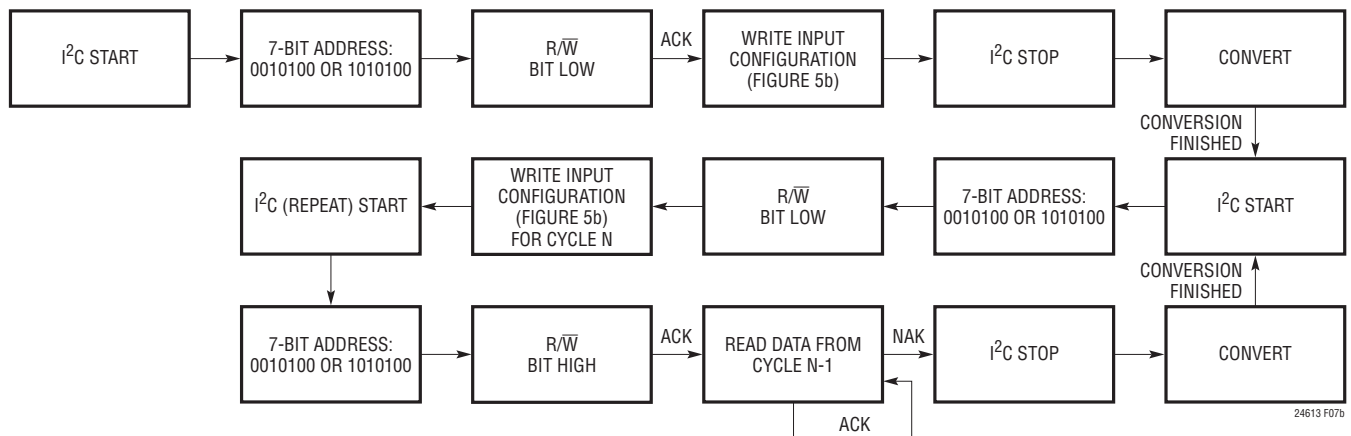 I²C START
7-BIT ADDRESS:
0010100 OR 1010100
R/W̅
BIT LOW
ACK
WRITE INPUT
CONFIGURATION
(FIGURE 5b)
I²C STOP
CONVERT
CONVERSION
FINISHED
I²C START
7-BIT ADDRESS:
0010100 OR 1010100
R/W̅
BIT LOW
WRITE INPUT
CONFIGURATION
(FIGURE 5b)
FOR CYCLE N
I²C (REPEAT) START
7-BIT ADDRESS:
0010100 OR 1010100
R/W̅
BIT HIGH
ACK
READ DATA FROM
CYCLE N-1
ACK
NAK
I²C STOP
CONVERT
CONVERSION
FINISHED
24613 F07b